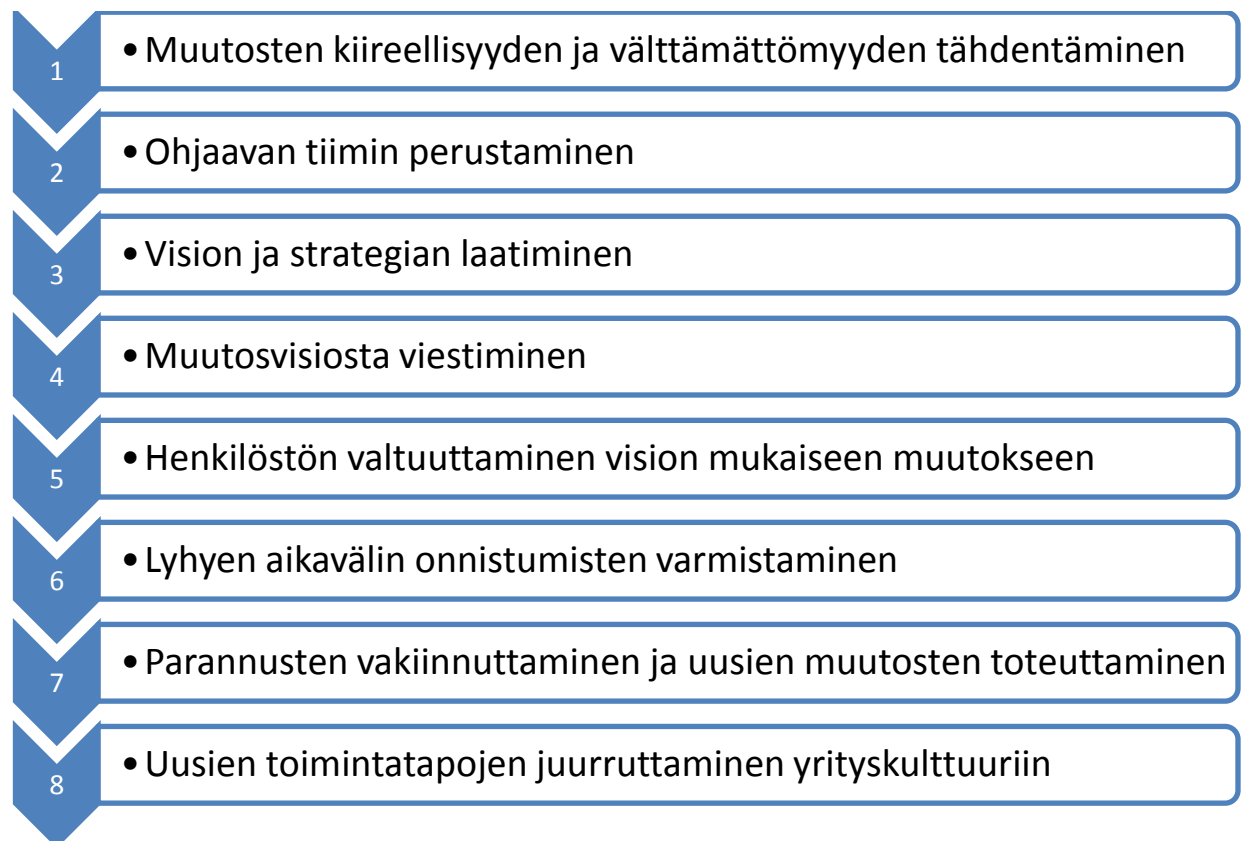 1
•Muutosten kiireellisyyden ja välttämättömyyden tähdentäminen
2
•Ohjaavan tiimin perustaminen
3
•Vision ja strategian laatiminen
4
•Muutosvisiosta viestiminen
5
•Henkilöstön valtuuttaminen vision mukaiseen muutokseen
6
•Lyhyen aikavälin onnistumisten varmistaminen
7
•Parannusten vakiinnuttaminen ja uusien muutosten toteuttaminen
8
•Uusien toimintatapojen juurruttaminen yrityskulttuuriin